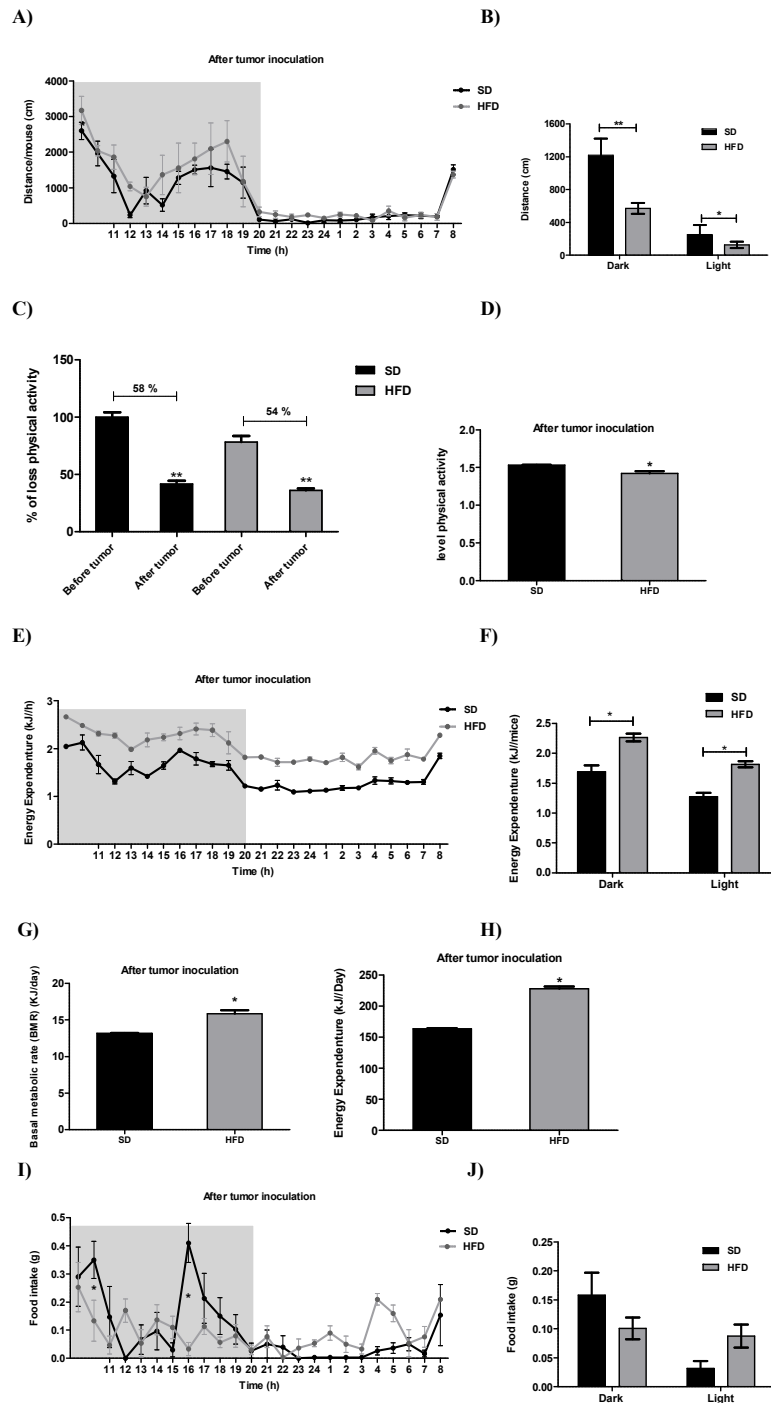 A)
After tumor inoculation
SD
HFD
Distance/mouse (cm)
4000
3000
2000
1000
0
*
11 12 13 14 15 16 17 18 19 20 21 22 23 24 1 2 3 4 5 6 7 8
Time (h)
B)
SD
HFD
Distance (cm)
1600
1200
800
400
0
**
*
Dark Light
C)
SD
HFD
% of loss physical activity
150
100
50
0
58 %
54 %
**
**
Before tumor After tumor Before tumor After tumor
D)
After tumor inoculation
level physical activity
2.0
1.5
1.0
0.5
0.0
*
SD HFD
E)
After tumor inoculation
SD
HFD
Energy Expendenture (kJ//h)
3
2
1
0
11 12 13 14 15 16 17 18 19 20 21 22 23 24 1 2 3 4 5 6 7 8
Time (h)
F)
SD
HFD
Energy Expendenture (kJ//mice)
2.5
2.0
1.5
1.0
0.5
0.0
*
*
Dark Light
G)
After tumor inoculation
Basal metabolic rate (BMR) (KJ/day)
20
15
10
5
0
*
SD HFD
H)
After tumor inoculation
Energy Expendenture (kJ//Day)
250
200
150
100
50
0
*
SD HFD
I)
After tumor inoculation
SD
HFD
Food intake (g)
0.5
0.4
0.3
0.2
0.1
0.0
*
*
11 12 13 14 15 16 17 18 19 20 21 22 23 24 1 2 3 4 5 6 7 8
Time (h)
J)
SD
HFD
Food intake (g)
0.25
0.20
0.15
0.10
0.05
0.00
Dark Light